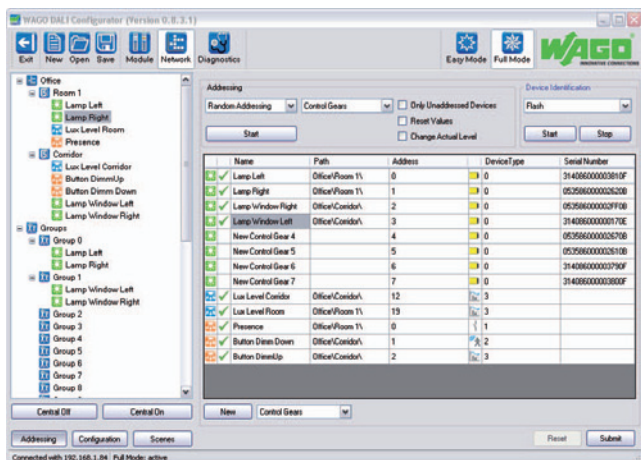 WAGO DALI Configurator (Version 0.8.3.1)
Exit New Open Save Module Network Diagnostics Easy Mode Full Mode WAGO
INNOVATIVE CONNECTIONS
Office
Room 1
Lamp Left
Lamp Right
Lux Level Room
Presence
Corridor
Lux Level Corridor
Button DimmUp
Button Dimm Down
Lamp Window Left
Lamp Window Right
Groups
Group 0
Lamp Left
Lamp Right
Group 1
Lamp Window Left
Lamp Window Right
Group 2
Group 3
Group 4
Group 5
Group 6
Group 7
Group 8
Central Off Central On
Addressing Configuration Scenes
Addressing
Random Addressing Control Gears
Only Unaddressed Devices
Reset Values
Change Actual Level
Start
Device Identification
Flash
Start Stop
Name Path Address DeviceType Serial Number
Lamp Left Office\Room 1\ 0 0 314086000003810F
Lamp Right Office\Room 1\ 1 0 053586000002620B
Lamp Window Right Office\Corridor\ 2 0 053586000002FF0B
Lamp Window Left Office\Corridor\ 3 0 314086000000170E
New Control Gear 4 4 0 053586000002670B
New Control Gear 5 5 0 053586000002610B
New Control Gear 6 6 0 314086000003790F
New Control Gear 7 7 0 314086000003800F
Lux Level Corridor Office\Corridor\ 12 3
Lux Level Room Office\Room 1\ 19 3
Presence Office\Room 1\ 0 1
Button Dimm Down Office\Corridor\ 1 2
Button DimmUp Office\Corridor\ 2 3
New Control Gears
Reset Submit
Connected with 192.168.1.84 Full Mode: active